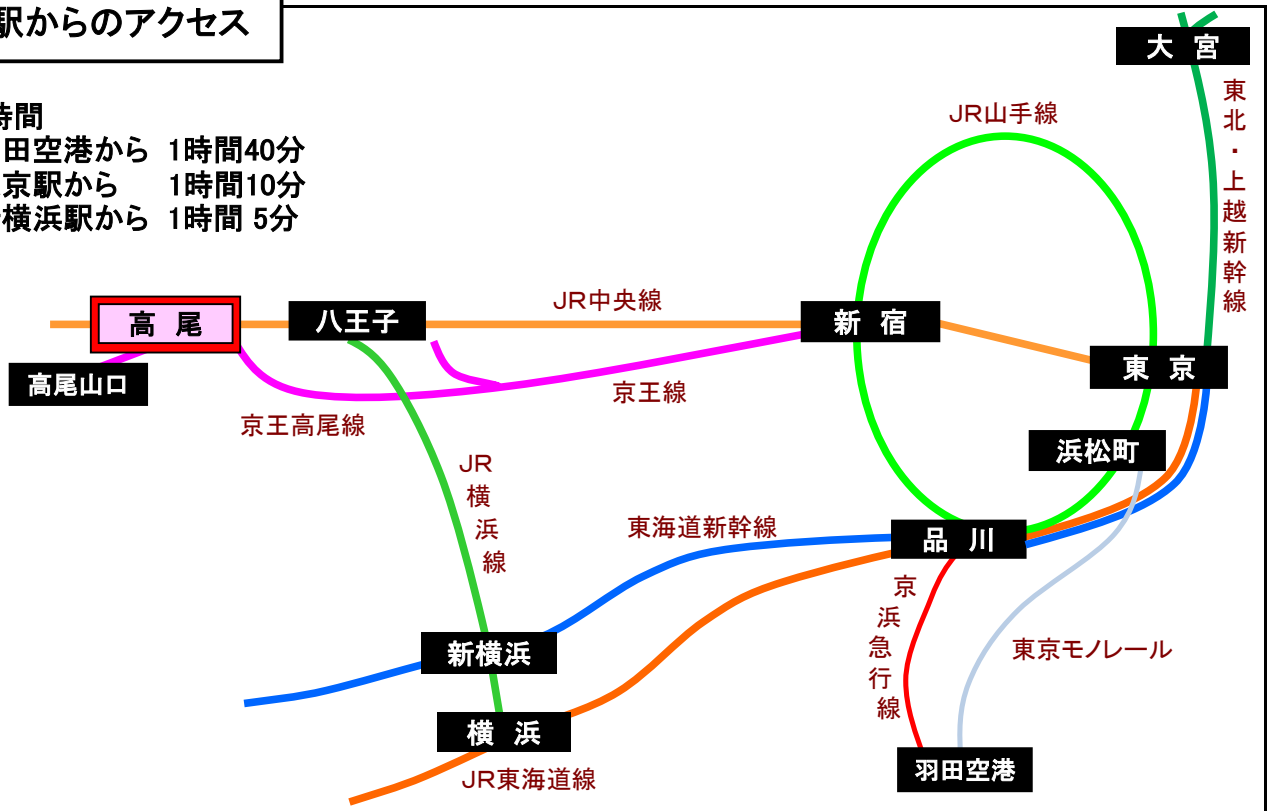 駅からのアクセス
大 宮
時間
田空港から 1時間40分
京駅から 1時間10分
横浜駅から 1時間 5分
JR山手線
東北・上越新幹線
JR中央線
高 尾
八王子
新 宿
東 京
高尾山口
京王線
京王高尾線
浜松町
JR横浜線
東海道新幹線
品 川
京浜急行線
新横浜
東京モノレール
横 浜
JR東海道線
羽田空港